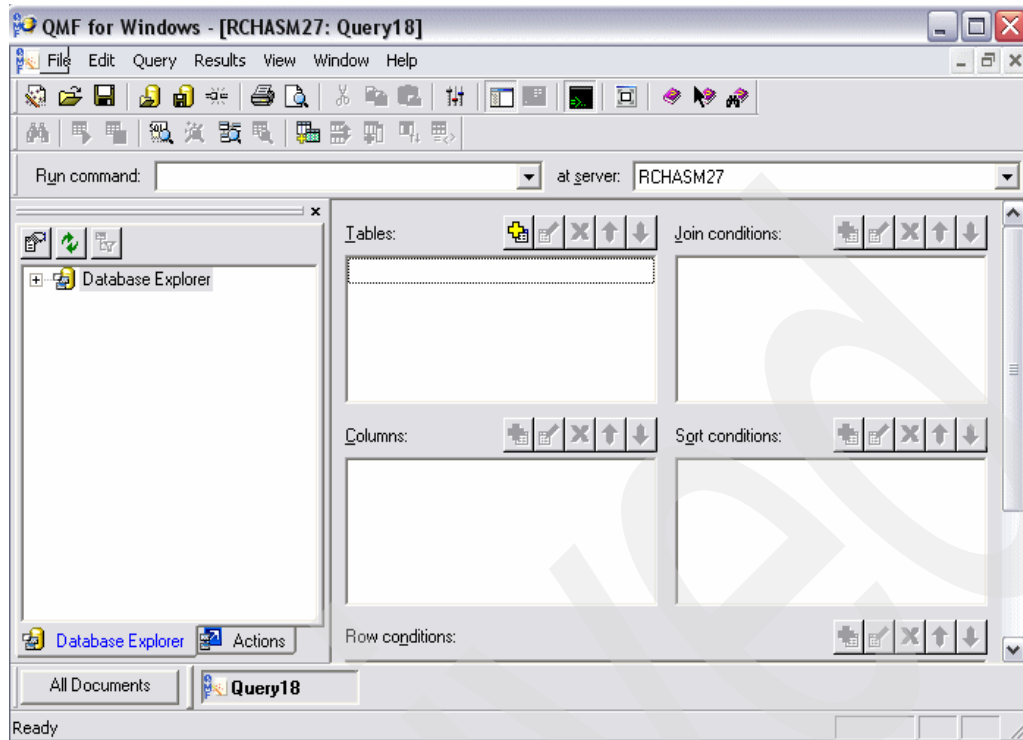 QMF for Windows - [RCHASM27: Query18]
File Edit Query Results View Window Help
Run command: at server: RCHASM27
Tables: Join conditions:
Database Explorer
Columns: Sort conditions:
Database Explorer Actions
Row conditions:
All Documents Query18
Ready